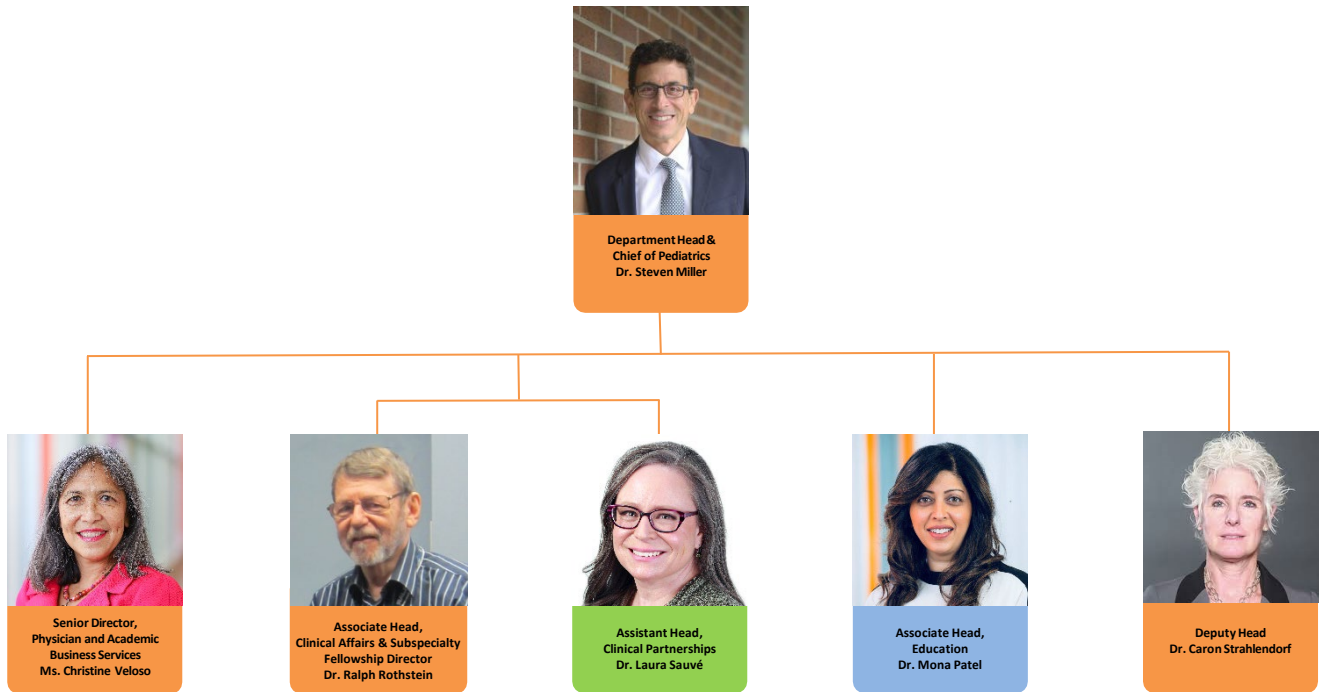 Department Head &
Chief of Pediatrics
Dr. Steven Miller
Senior Director,
Physician and Academic
Business Services
Ms. Christine Veloso
Associate Head,
Clinical Affairs & Subspecialty
Fellowship Director
Dr. Ralph Rothstein
Assistant Head,
Clinical Partnerships
Dr. Laura Sauvé
Associate Head,
Education
Dr. Mona Patel
Deputy Head
Dr. Caron Strahlendorf